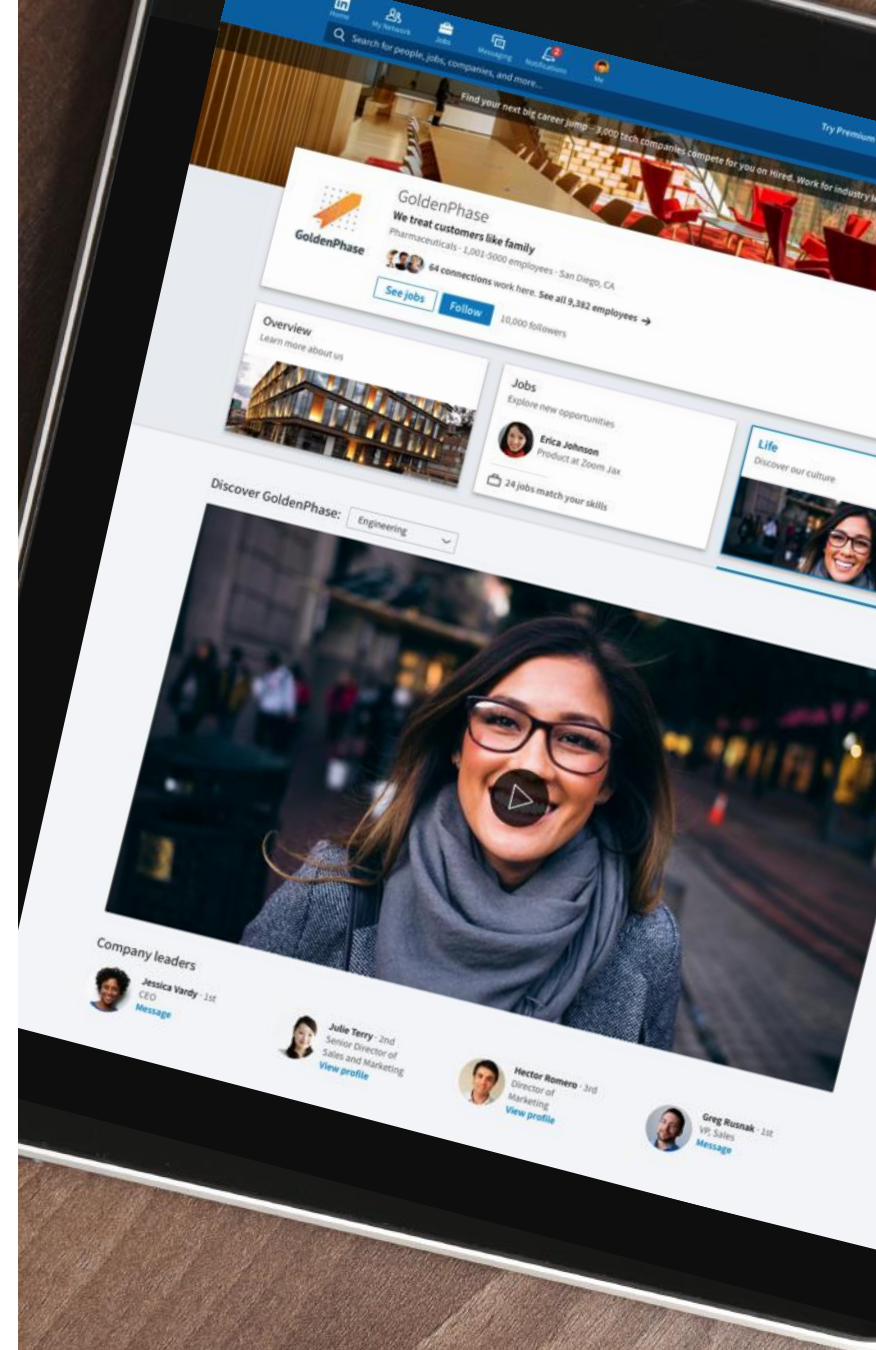 in
Home
My Network
Jobs
Messaging
2
Notifications
Me
Search for people, jobs, companies, and more...
Try Premium
Find your next big career jump – 3,000 tech companies compete for you on Hired. Work for industry
GoldenPhase
GoldenPhase
We treat customers like family
Pharmaceuticals · 1,001-5000 employees · San Diego, CA
64 connections work here. See all 9,382 employees →
See jobs
Follow
10,000 followers
Overview
Learn more about us
Jobs
Explore new opportunities
Erica Johnson
Product at Zoom Jax
24 jobs match your skills
Life
Discover our culture
Discover GoldenPhase:
Engineering
Company leaders
Jessica Vardy · 1st
CEO
Message
Julie Terry · 2nd
Senior Director of
Sales and Marketing
View profile
Hector Romero · 3rd
Director of
Marketing
View profile
Greg Rusnak · 1st
VP, Sales
Message